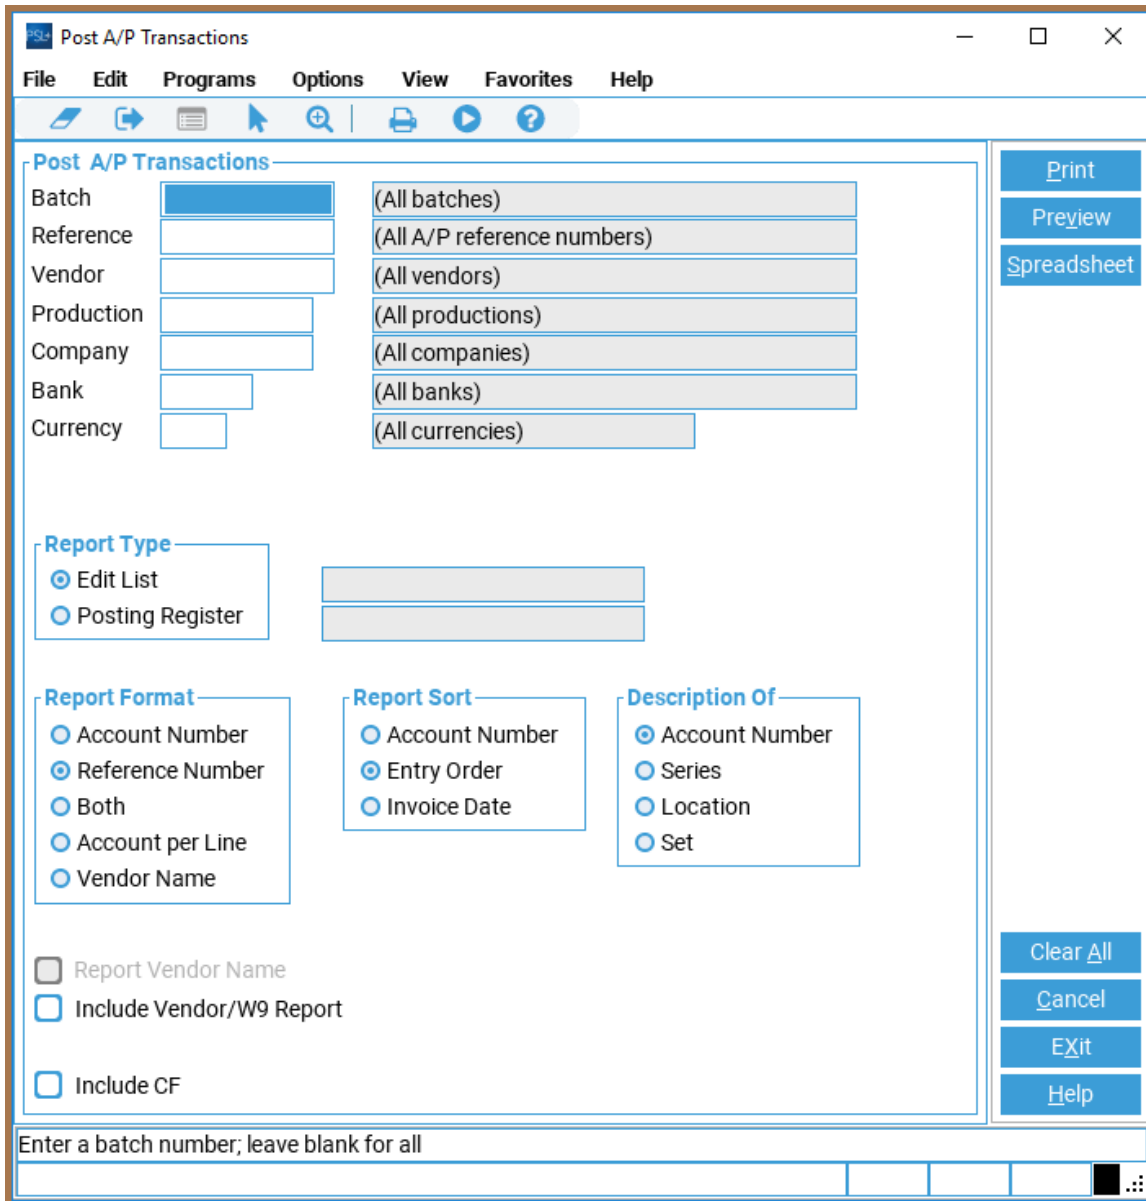 PSL+ Post A/P Transactions
File Edit Programs Options View Favorites Help
Post A/P Transactions
Batch (All batches)
Reference (All A/P reference numbers)
Vendor (All vendors)
Production (All productions)
Company (All companies)
Bank (All banks)
Currency (All currencies)
Print
Preview
Spreadsheet
Report Type
Edit List
Posting Register
Report Format
Account Number
Reference Number
Both
Account per Line
Vendor Name
Report Sort
Account Number
Entry Order
Invoice Date
Description Of
Account Number
Series
Location
Set
Report Vendor Name
Include Vendor/W9 Report
Include CF
Clear All
Cancel
EXit
Help
Enter a batch number; leave blank for all